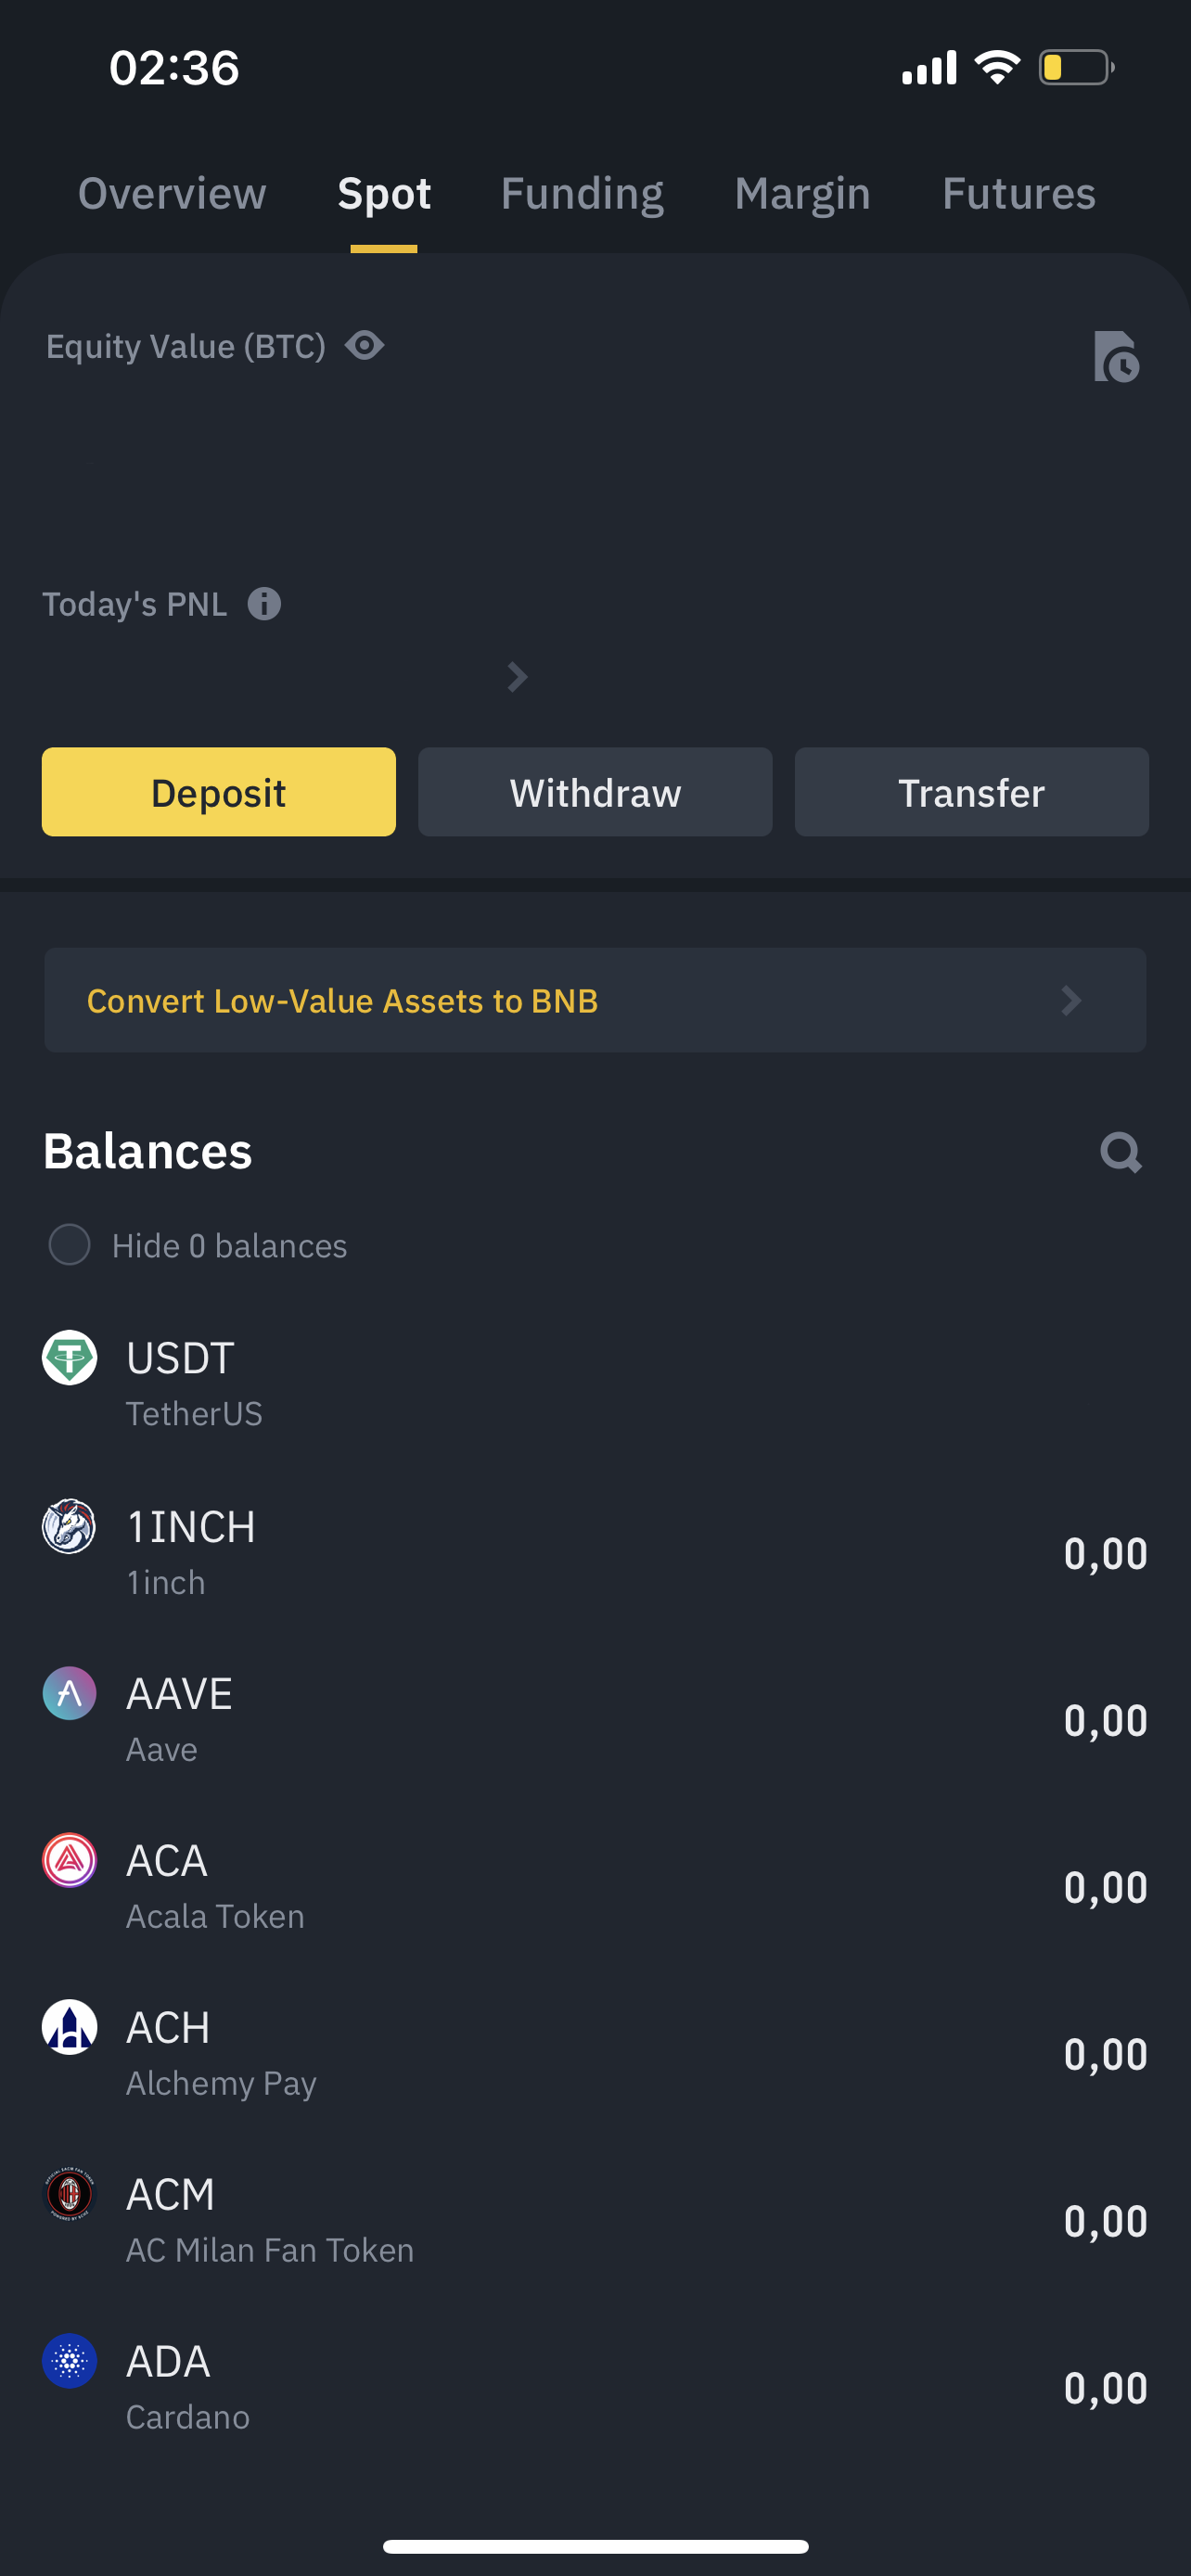 02:36
Overview Spot Funding Margin Futures
Equity Value (BTC)
Today's PNL
Deposit Withdraw Transfer
Convert Low-Value Assets to BNB
Balances
Hide 0 balances
USDT
TetherUS
1INCH
0,00
1inch
AAVE
0,00
Aave
ACA
0,00
Acala Token
ACH
0,00
Alchemy Pay
ACM
0,00
AC Milan Fan Token
ADA
0,00
Cardano